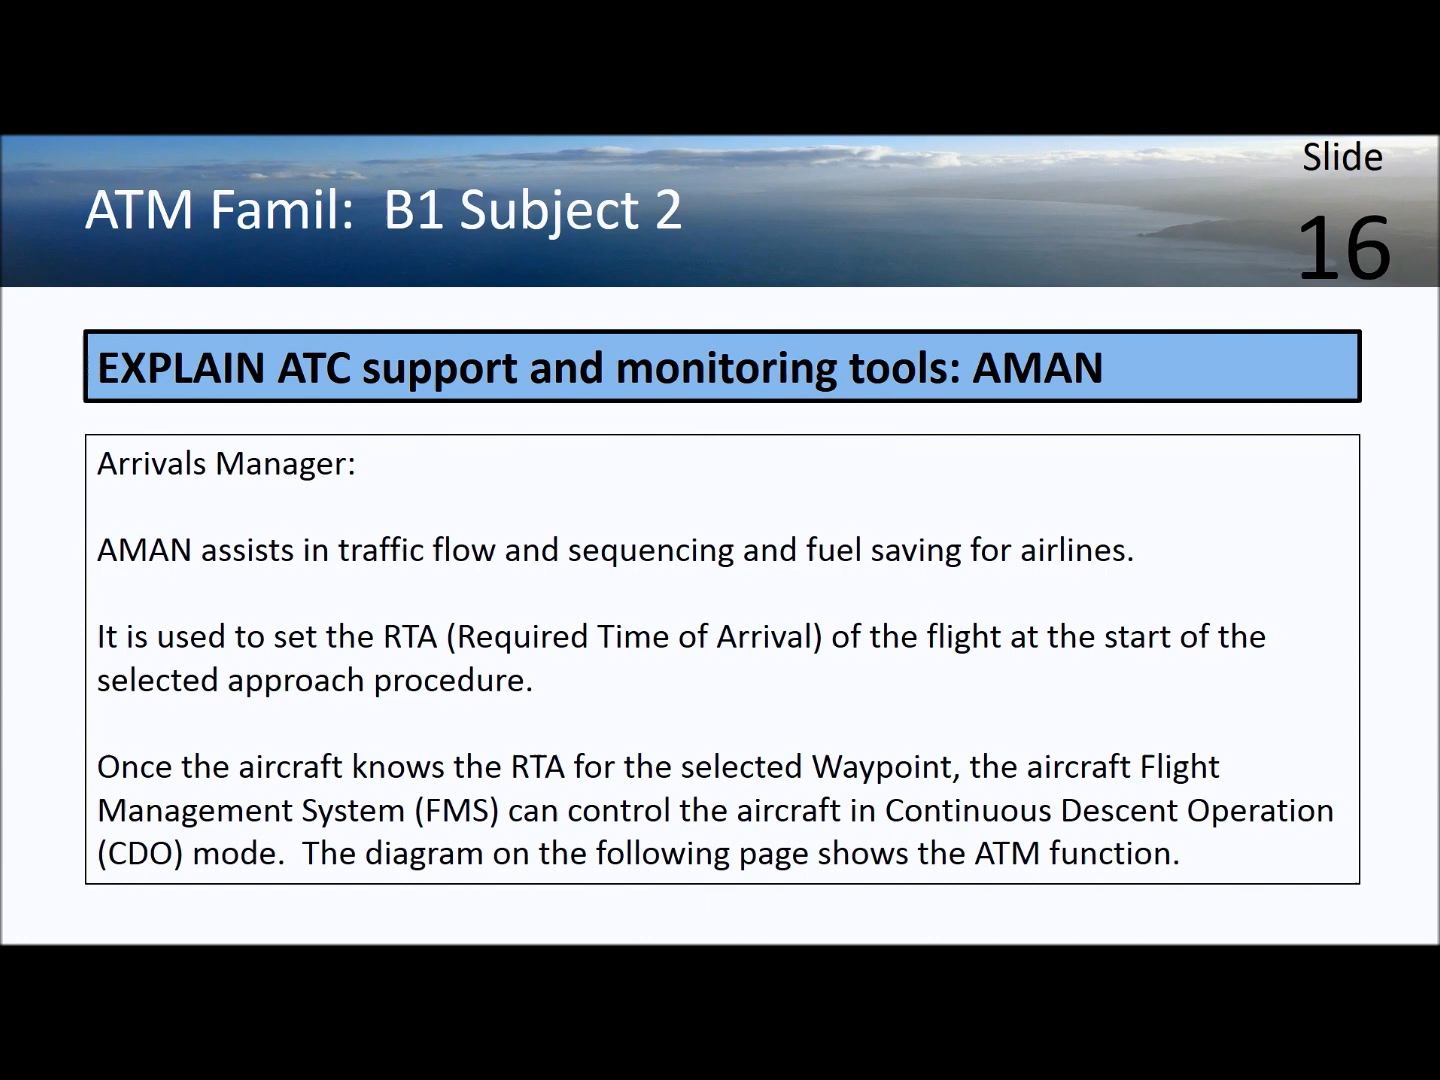 Slide
ATM Famil:  B1 Subject 2
16
EXPLAIN ATC support and monitoring tools: AMAN
Arrivals Manager:
AMAN assists in traffic flow and sequencing and fuel saving for airlines.
It is used to set the RTA (Required Time of Arrival) of the flight at the start of the
selected approach procedure.
Once the aircraft knows the RTA for the selected Waypoint, the aircraft Flight
Management System (FMS) can control the aircraft in Continuous Descent Operation
(CDO) mode.  The diagram on the following page shows the ATM function.